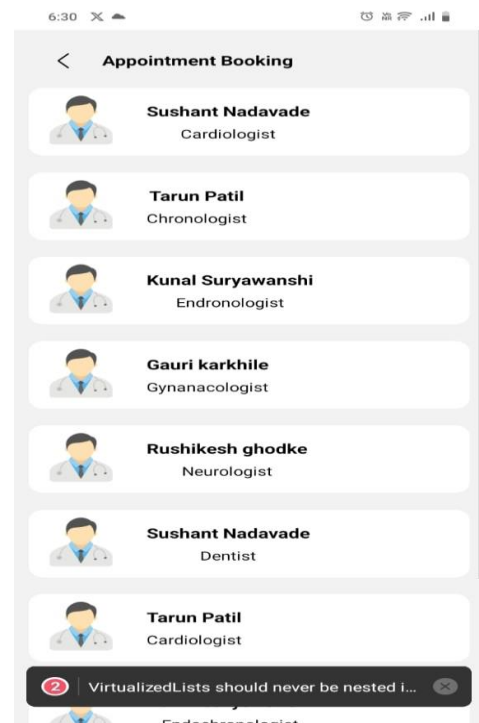 6:30
Appointment Booking
Sushant Nadavade
Cardiologist
Tarun Patil
Chronologist
Kunal Suryawanshi
Endronologist
Gauri karkhile
Gynanacologist
Rushikesh ghodke
Neurologist
Sushant Nadavade
Dentist
Tarun Patil
Cardiologist
2 VirtualizedLists should never be nested i...